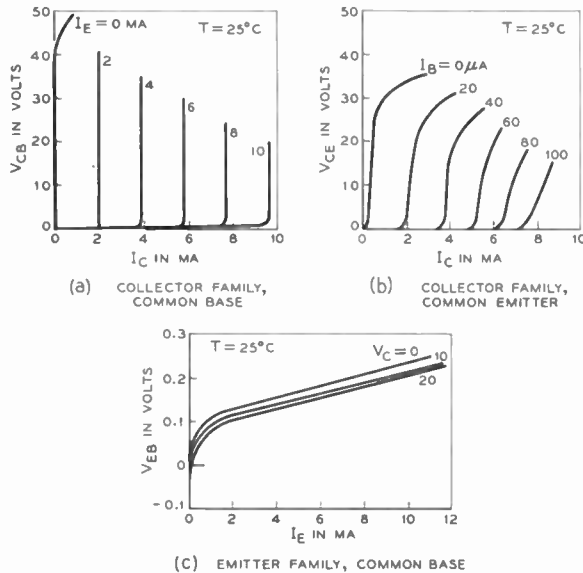 50
40
30
20
10
0
V_CB IN VOLTS
I_E = 0 MA
T = 25°C
2
4
6
8
10
0 2 4 6 8 10
I_C IN MA
(a) COLLECTOR FAMILY,
COMMON BASE
50
40
30
20
10
0
V_CE IN VOLTS
T = 25°C
I_B = 0μA
20
40
60
80
100
0 2 4 6 8 10
I_C IN MA
(b) COLLECTOR FAMILY,
COMMON EMITTER
0.3
0.2
0.1
0
-0.1
V_EB IN VOLTS
T = 25°C
V_C = 0
10
20
0 2 4 6 8 10 12
I_E IN MA
(c) EMITTER FAMILY, COMMON BASE